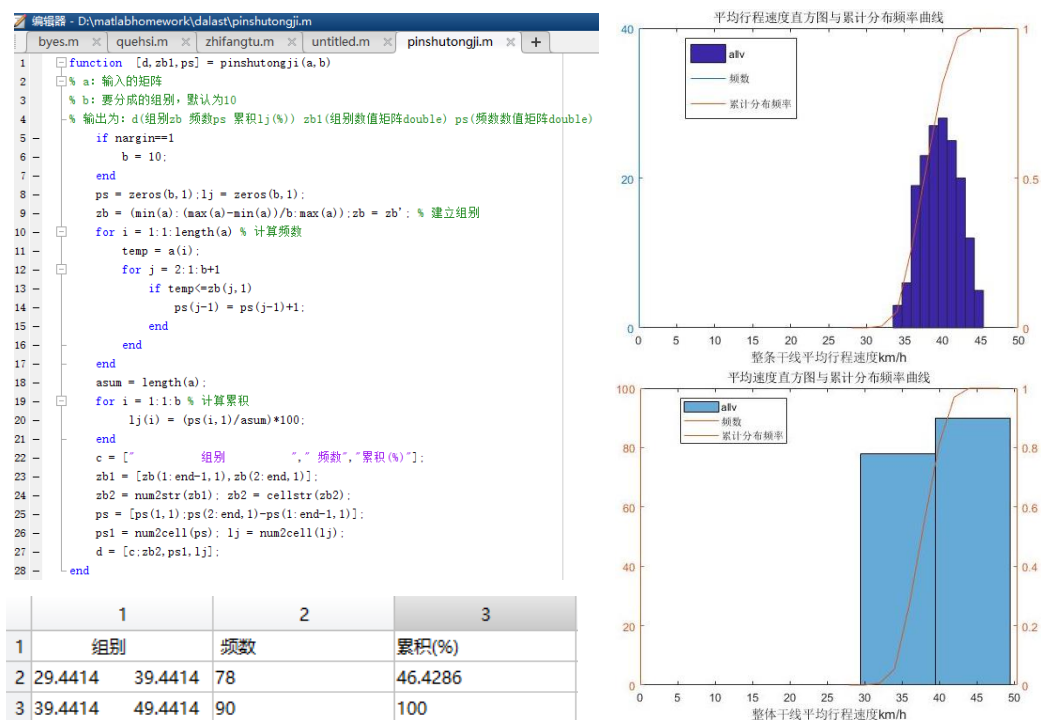 编辑器 - D:\matlabhomework\dalast\pinshutongji.m
byes.m × quehsi.m × zhifangtu.m × untitled.m × pinshutongji.m × +
1 function [d,zb1,ps] = pinshutongji(a,b)
2 % a: 输入的矩阵
3 % b: 要分成的组别，默认为10
4 % 输出为: d(组别zb 频数ps 累积lj(%)) zb1(组别数值矩阵double) ps(频数数值矩阵double)
5 – if nargin==1
6 – b = 10;
7 – end
8 – ps = zeros(b,1);lj = zeros(b,1);
9 – zb = (min(a):(max(a)-min(a))/b:max(a));zb = zb'; % 建立组别
10 – for i = 1:1:length(a) % 计算频数
11 – temp = a(i);
12 – for j = 2:1:b+1
13 – if temp<=zb(j,1)
14 – ps(j-1) = ps(j-1)+1;
15 – end
16 – end
17 – end
18 – asum = length(a);
19 – for i = 1:1:b % 计算累积
20 – lj(i) = (ps(i,1)/asum)*100;
21 – end
22 – c = [" 组别 "," 频数","累积(%)"];
23 – zb1 = [zb(1:end-1,1),zb(2:end,1)];
24 – zb2 = num2str(zb1); zb2 = cellstr(zb2);
25 – ps = [ps(1,1);ps(2:end,1)-ps(1:end-1,1)];
26 – ps1 = num2cell(ps); lj = num2cell(lj);
27 – d = [c;zb2,ps1,lj];
28 – end
1 2 3
1 组别 频数 累积(%)
2 29.4414 39.4414 78 46.4286
3 39.4414 49.4414 90 100
平均行程速度直方图与累计分布频率曲线
40 1
allv
频数
累计分布频率
20 0.5
0 0
0 5 10 15 20 25 30 35 40 45 50
整条干线平均行程速度km/h
平均速度直方图与累计分布频率曲线
100 1
allv
频数
累计分布频率
80 0.8
60 0.6
40 0.4
20 0.2
0 0
0 5 10 15 20 25 30 35 40 45 50
整体干线平均行程速度km/h